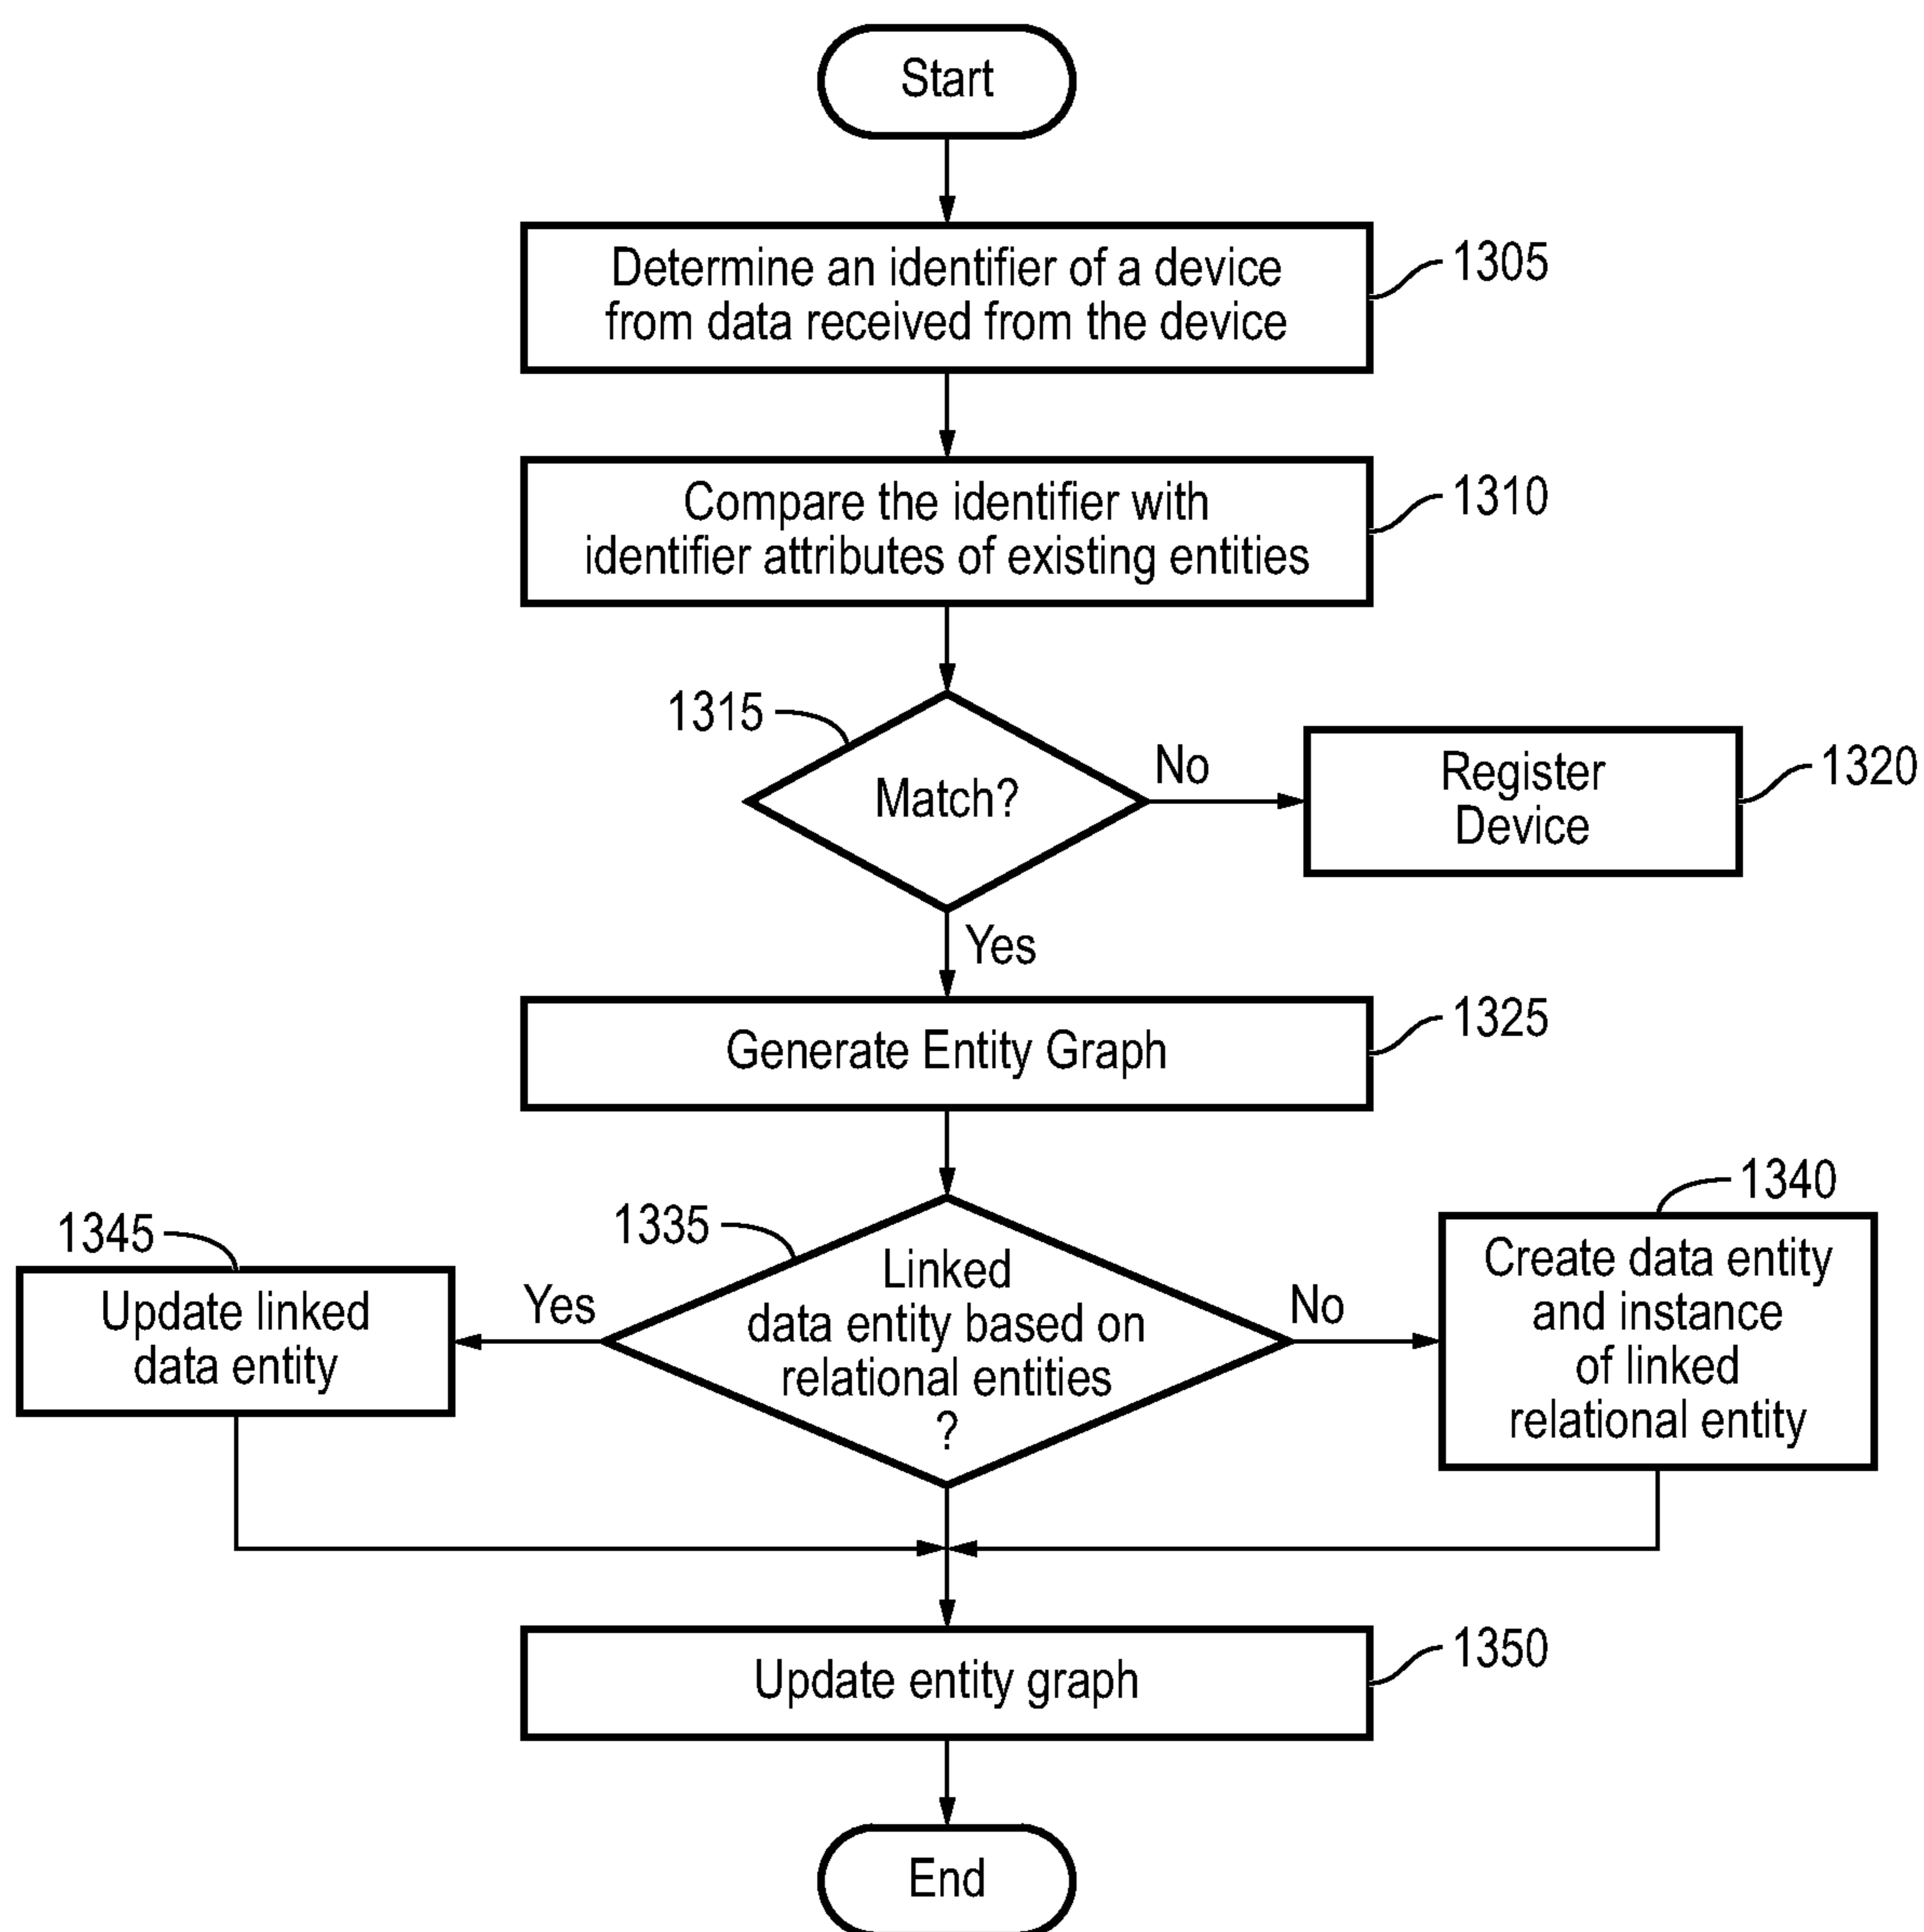 Start
Determine an identifier of a device
from data received from the device
1305
Compare the identifier with
identifier attributes of existing entities
1310
1315
Match?
No
Register
Device
1320
Yes
Generate Entity Graph
1325
1345
Update linked
data entity
Yes
1335
Linked
data entity based on
relational entities
?
No
1340
Create data entity
and instance
of linked
relational entity
Update entity graph
1350
End